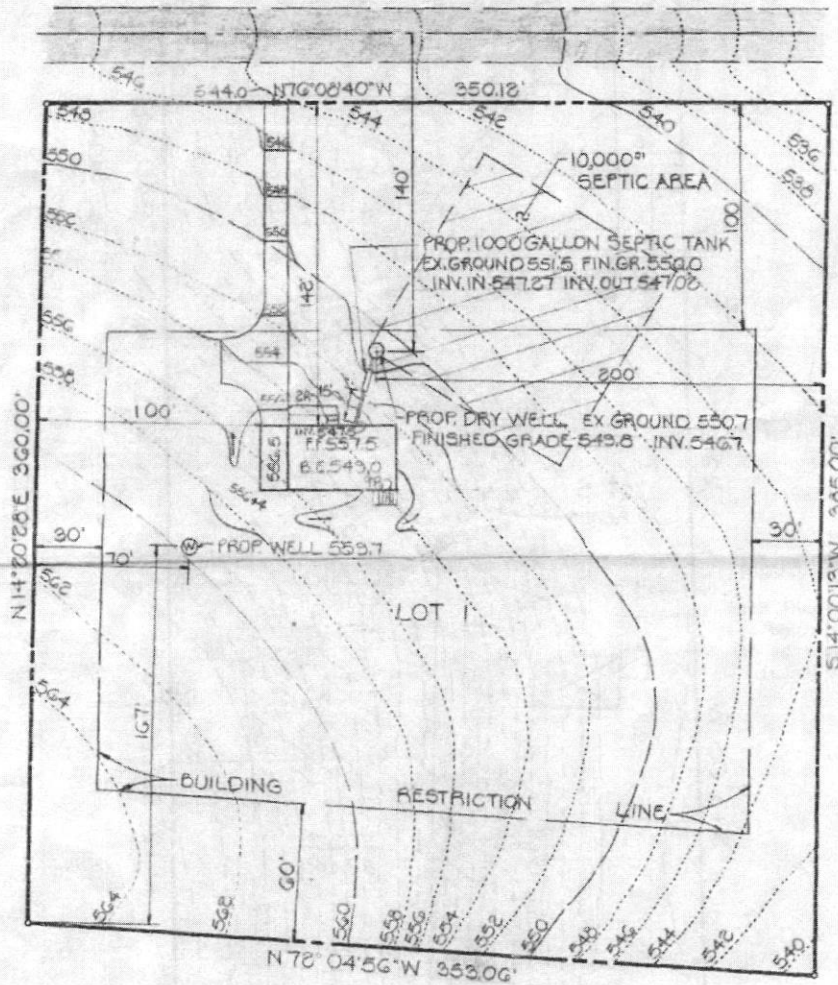 546
544.0
N76°08'40"W
350.12'
548
544
542
540
536
538
550
546
548
550
552
140'
10,000
SEPTIC AREA
100'
142'
PROP. 1000 GALLON SEPTIC TANK
EX. GROUND 551.5 FIN. GR. 550.0
INV. IN 547.27 INV. OUT 547.02
556
558
554
200'
100'
15'
PROP. DRY WELL EX GROUND 550.7
FINISHED GRADE 549.8 INV. 546.7
F.F. 557.5
556.5
B.E. 549.0
N14°20'28"E 360.00'
30'
PROP. WELL 559.7
70'
30'
562
LOT 1
564
167'
BUILDING
RESTRICTION
LINE
60'
564
562
560
558
556
554
552
550
548
546
544
542
540
N 78° 04'56"W 353.06'